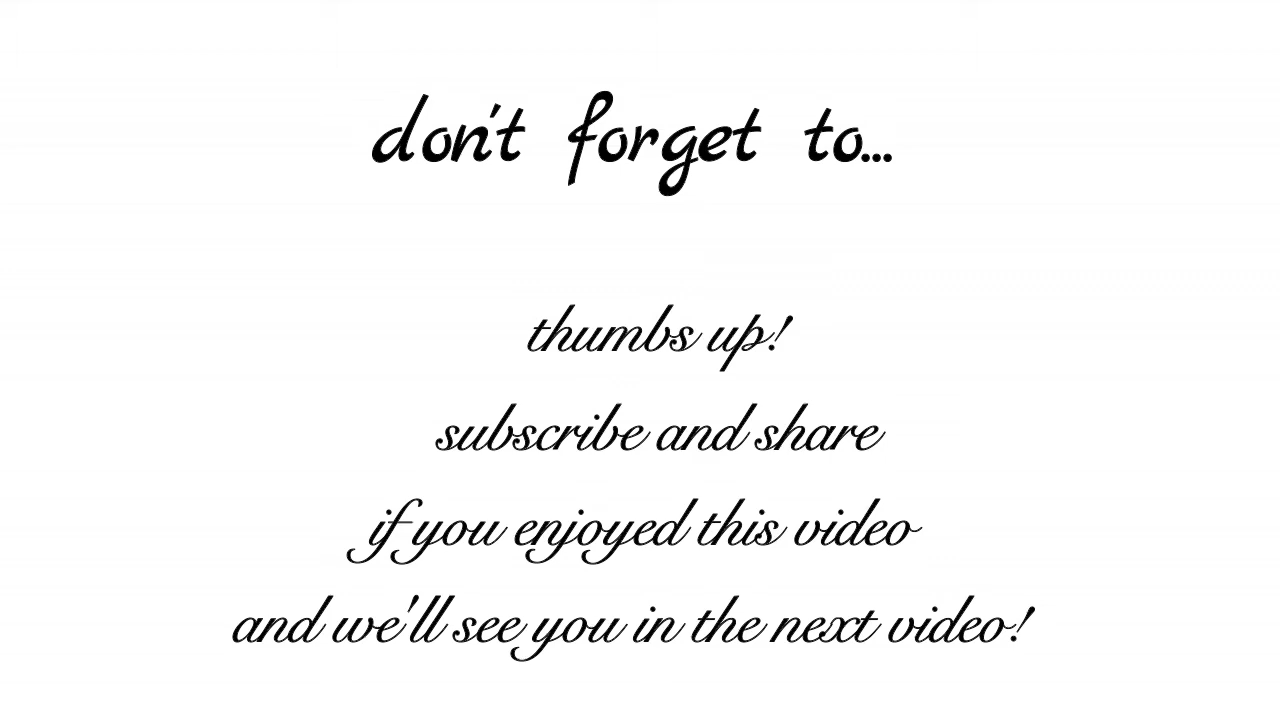 don't forget to...
thumbs up!
subscribe and share
if you enjoyed this video
and we'll see you in the next video!